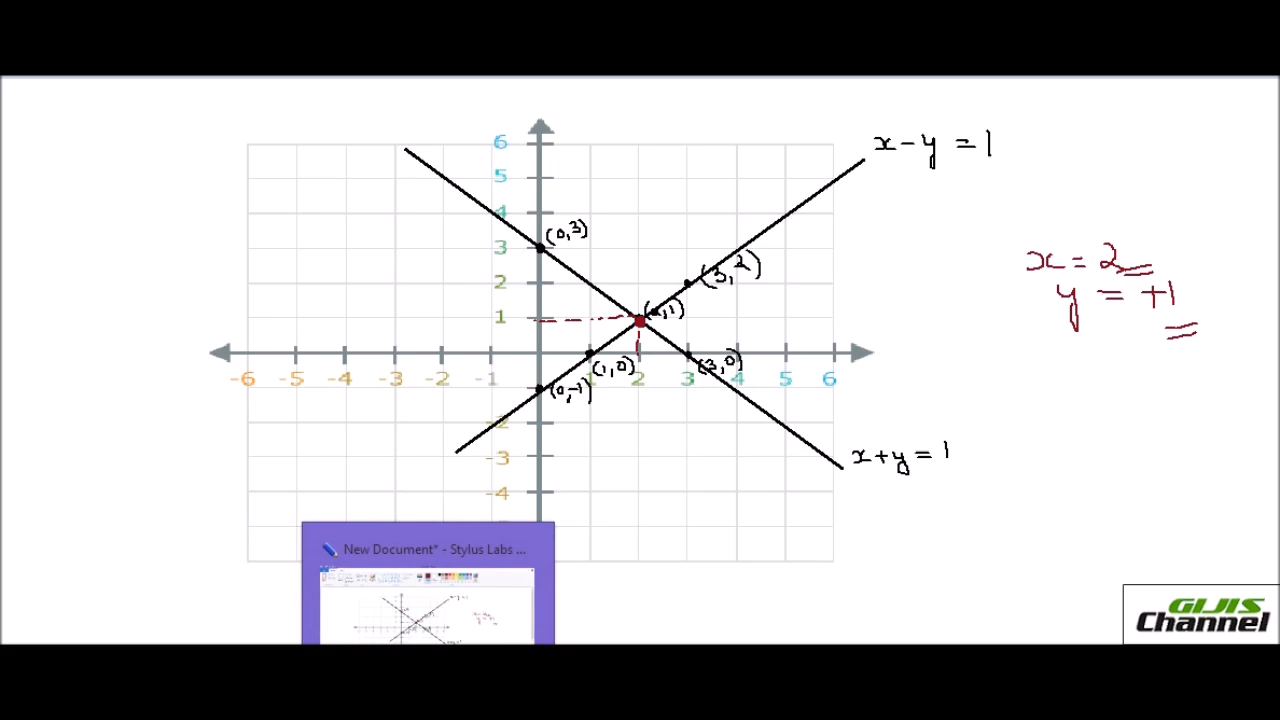 x - y = 1
6
5
4
3
2
1
(0,3)
(3,2)
x = 2
y = +1
-6 -5 -4 -3 -2 -1 2 3 4 5 6
(1,0)
(3,0)
(0,-1)
-2
-3
-4
x + y = 1
New Document* - Stylus Labs ...
GIJIS
Channel